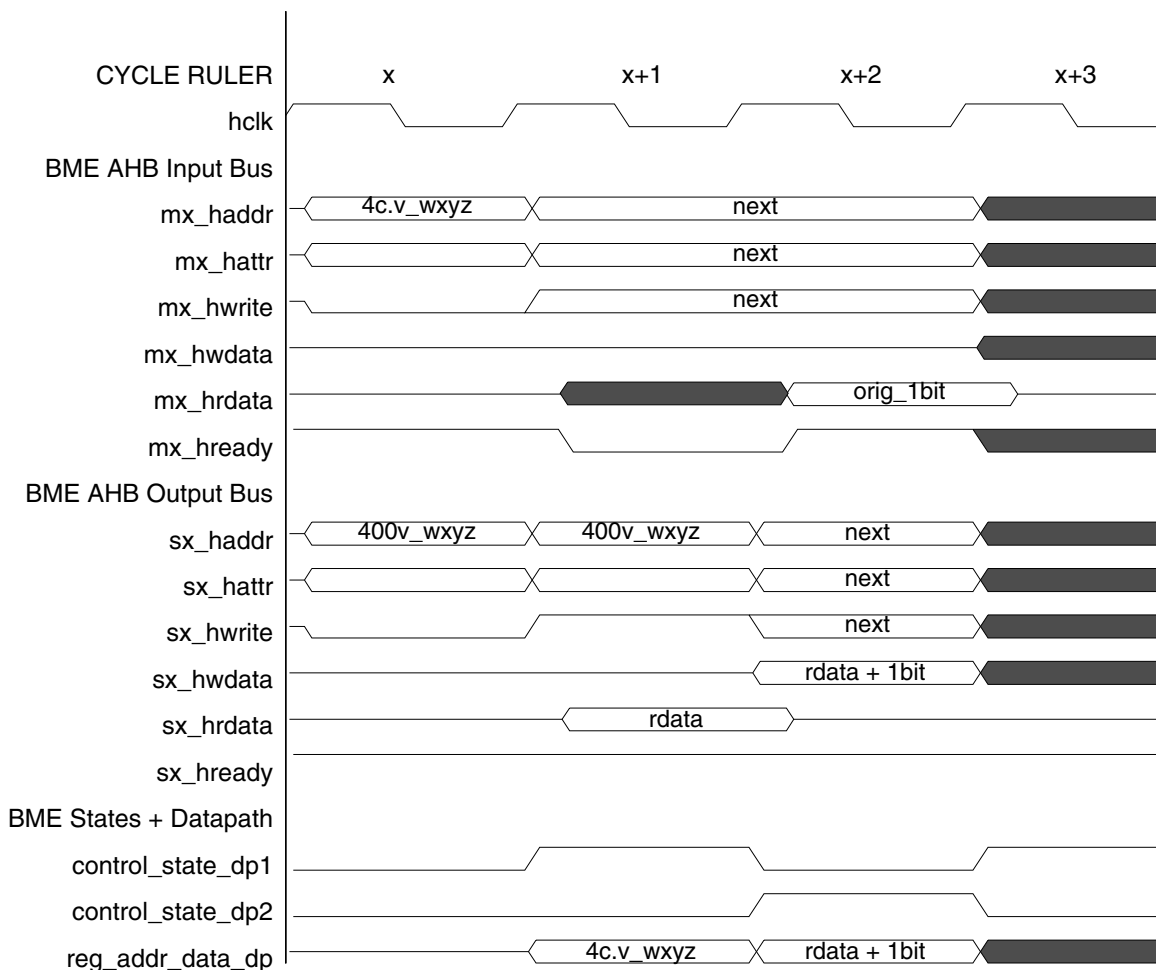 CYCLE RULER x x+1 x+2 x+3
hclk
BME AHB Input Bus
mx_haddr 4c.v_wxyz next
mx_hattr next
mx_hwrite next
mx_hwdata
mx_hrdata orig_1bit
mx_hready
BME AHB Output Bus
sx_haddr 400v_wxyz 400v_wxyz next
sx_hattr next
sx_hwrite next
sx_hwdata rdata + 1bit
sx_hrdata rdata
sx_hready
BME States + Datapath
control_state_dp1
control_state_dp2
reg_addr_data_dp 4c.v_wxyz rdata + 1bit